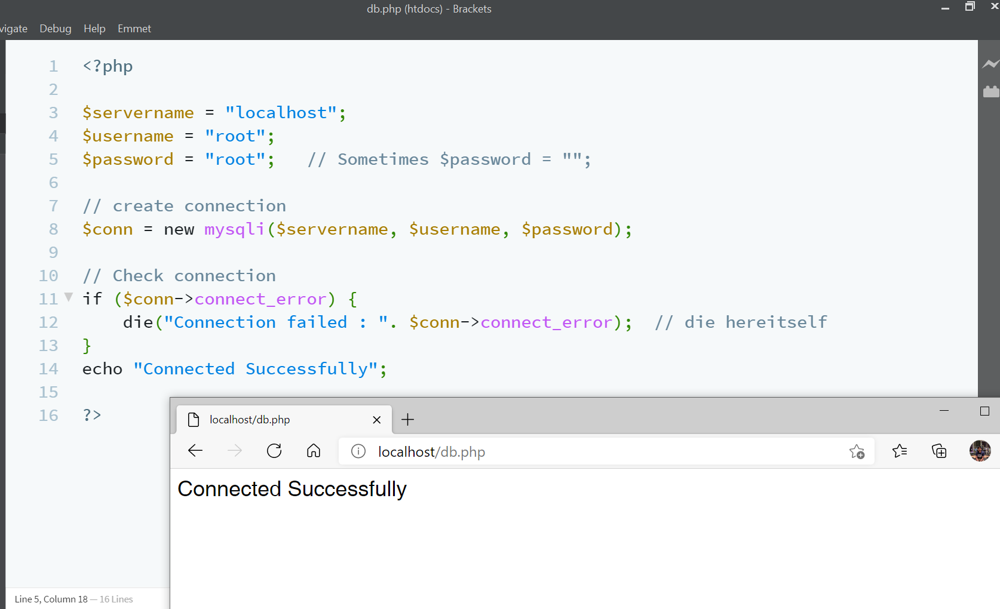 db.php (htdocs) - Brackets
vigate Debug Help Emmet
1 <?php
2
3 $servername = "localhost";
4 $username = "root";
5 $password = "root";   // Sometimes $password = "";
6
7 // create connection
8 $conn = new mysqli($servername, $username, $password);
9
10 // Check connection
11 if ($conn->connect_error) {
12     die("Connection failed : ". $conn->connect_error);  // die hereitself
13 }
14 echo "Connected Successfully";
15
16 ?>
localhost/db.php
localhost/db.php
Connected Successfully
Line 5, Column 18 — 16 Lines